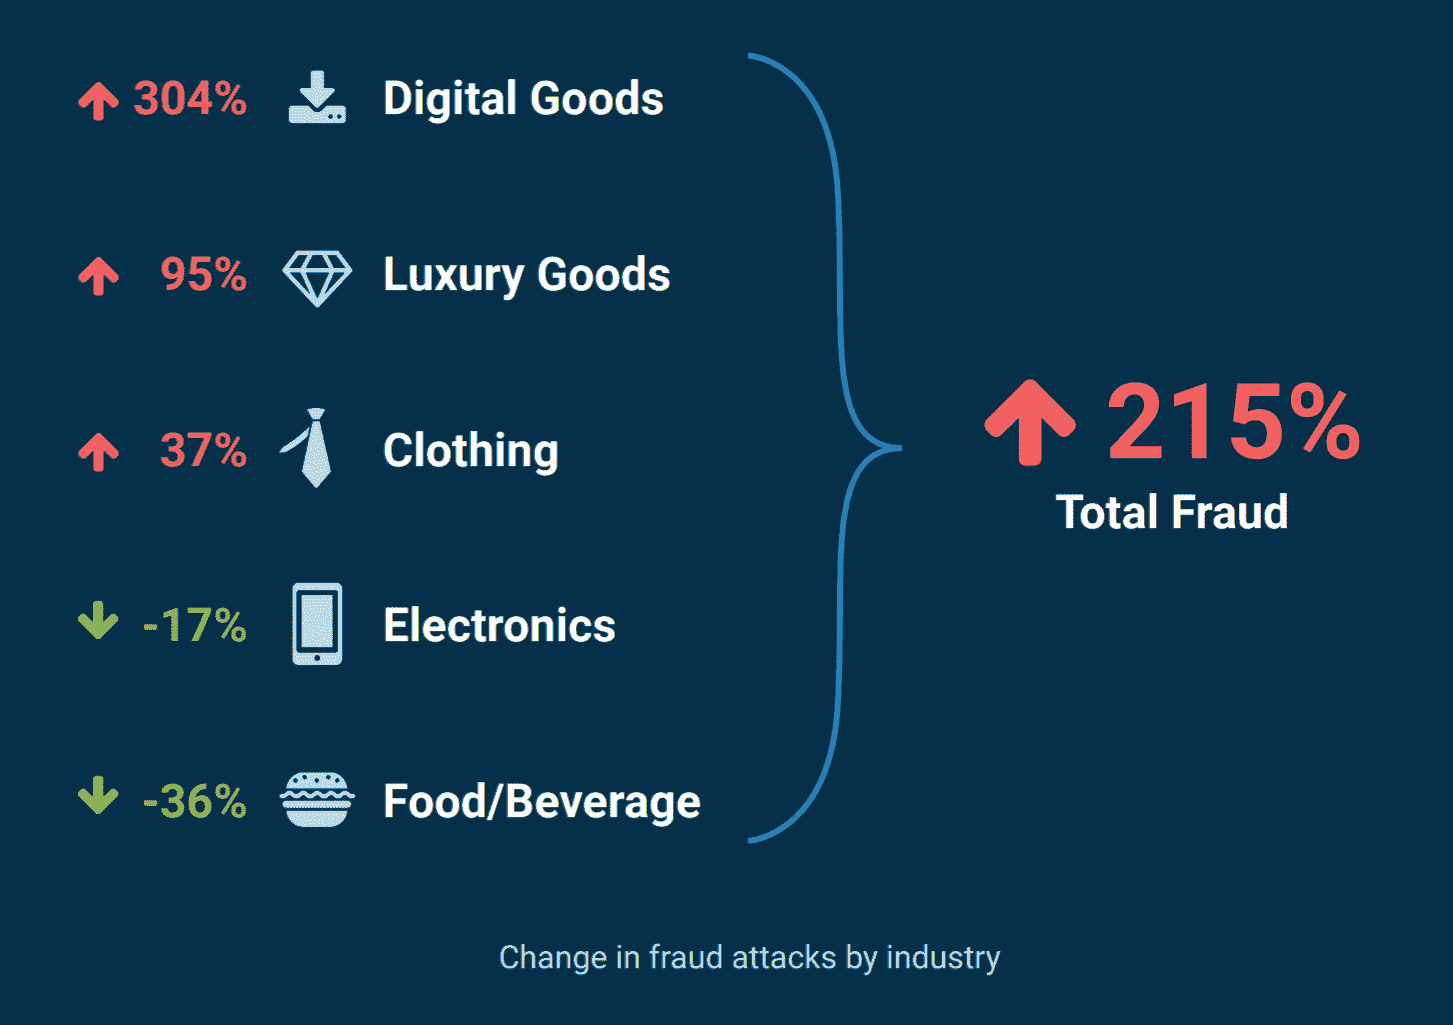 304% Digital Goods
95% Luxury Goods
37% Clothing
-17% Electronics
-36% Food/Beverage
215%
Total Fraud
Change in fraud attacks by industry